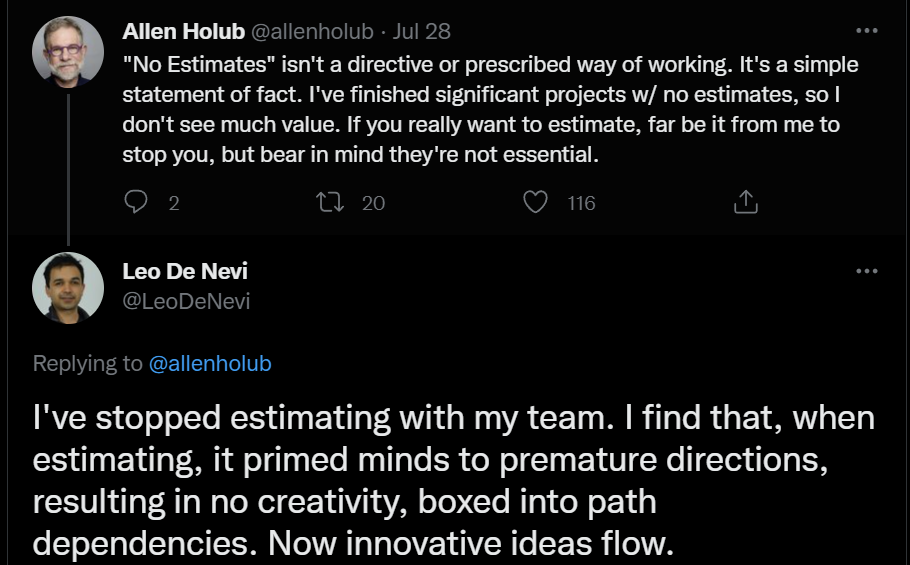 Allen Holub @allenholub · Jul 28
"No Estimates" isn't a directive or prescribed way of working. It's a simple
statement of fact. I've finished significant projects w/ no estimates, so I
don't see much value. If you really want to estimate, far be it from me to
stop you, but bear in mind they're not essential.
2 20 116
Leo De Nevi
@LeoDeNevi
Replying to @allenholub
I've stopped estimating with my team. I find that, when
estimating, it primed minds to premature directions,
resulting in no creativity, boxed into path
dependencies. Now innovative ideas flow.